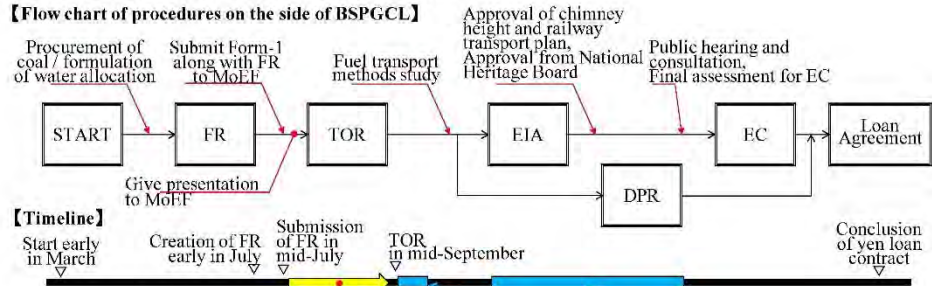 【Flow chart of procedures on the side of BSPGCL】
Procurement of
coal / formulation
of water allocation
Submit Form-1
along with FR
to MoEF
Fuel transport
methods study
Approval of chimney
height and railway
transport plan,
Approval from National
Heritage Board
Public hearing and
consultation,
Final assessment for EC
START
FR
TOR
EIA
EC
Loan
Agreement
Give presentation
to MoEF
DPR
【Timeline】
Start early
in March
Creation of FR
early in July
Submission
of FR in
mid-July
TOR
in mid-September
Conclusion
of yen loan
contract